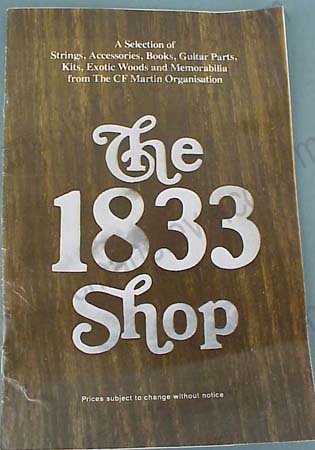 A Selection of
Strings, Accessories, Books, Guitar Parts,
Kits, Exotic Woods and Memorabilia
from The CF Martin Organisation
The
1833
Shop
Prices subject to change without notice